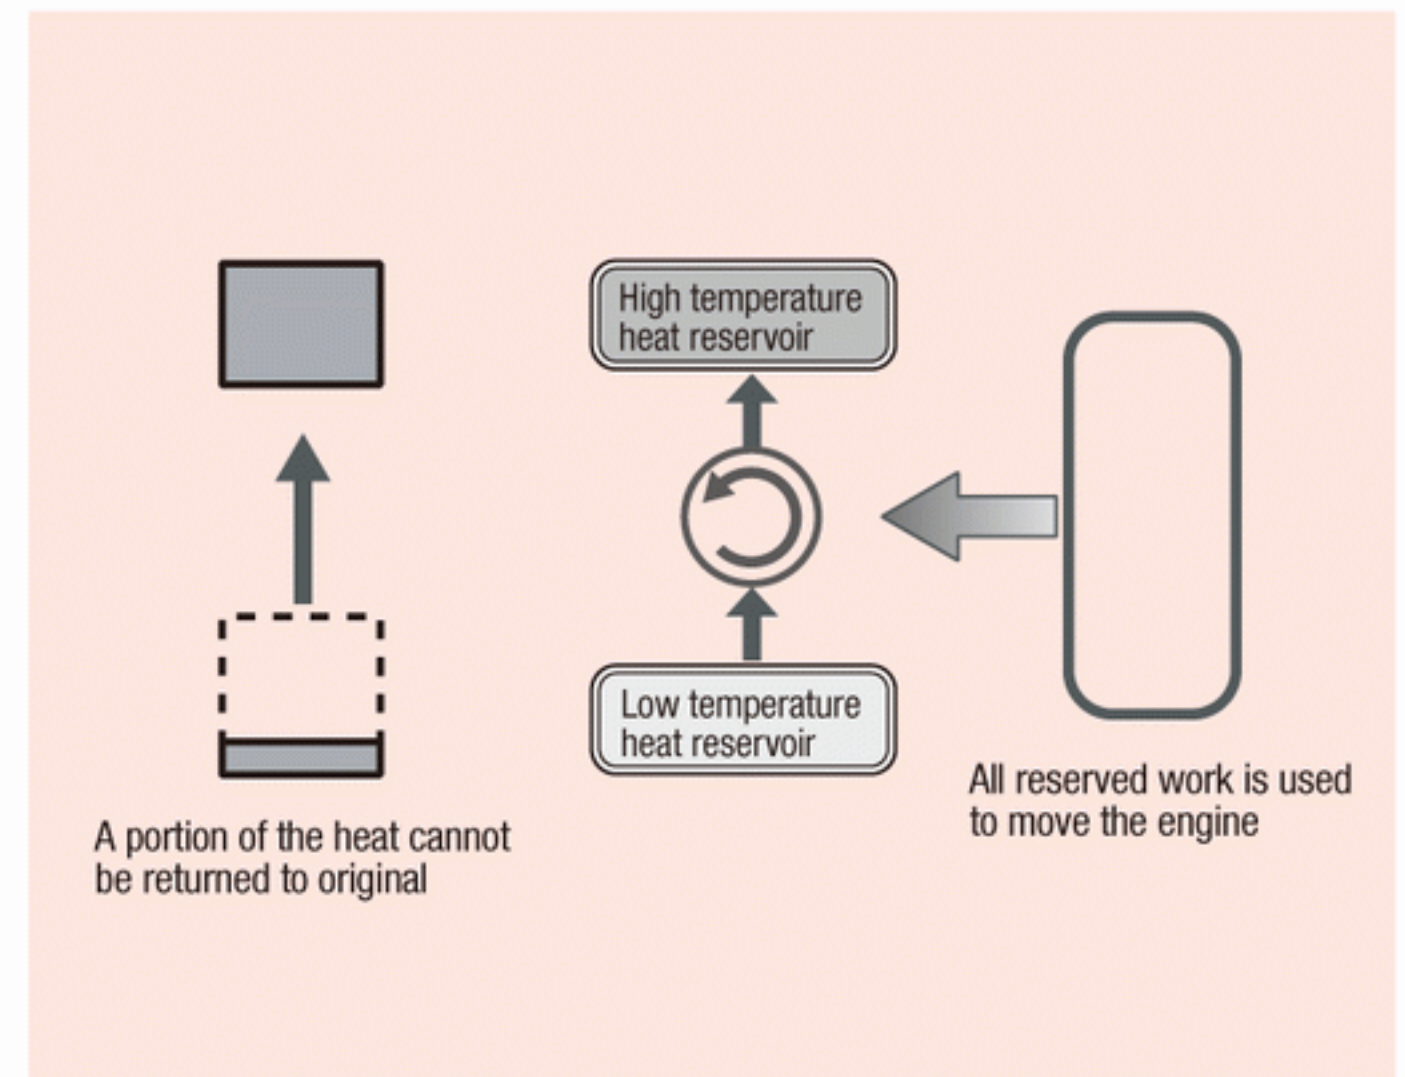 High temperature
heat reservoir
Low temperature
heat reservoir
All reserved work is used
to move the engine
A portion of the heat cannot
be returned to original